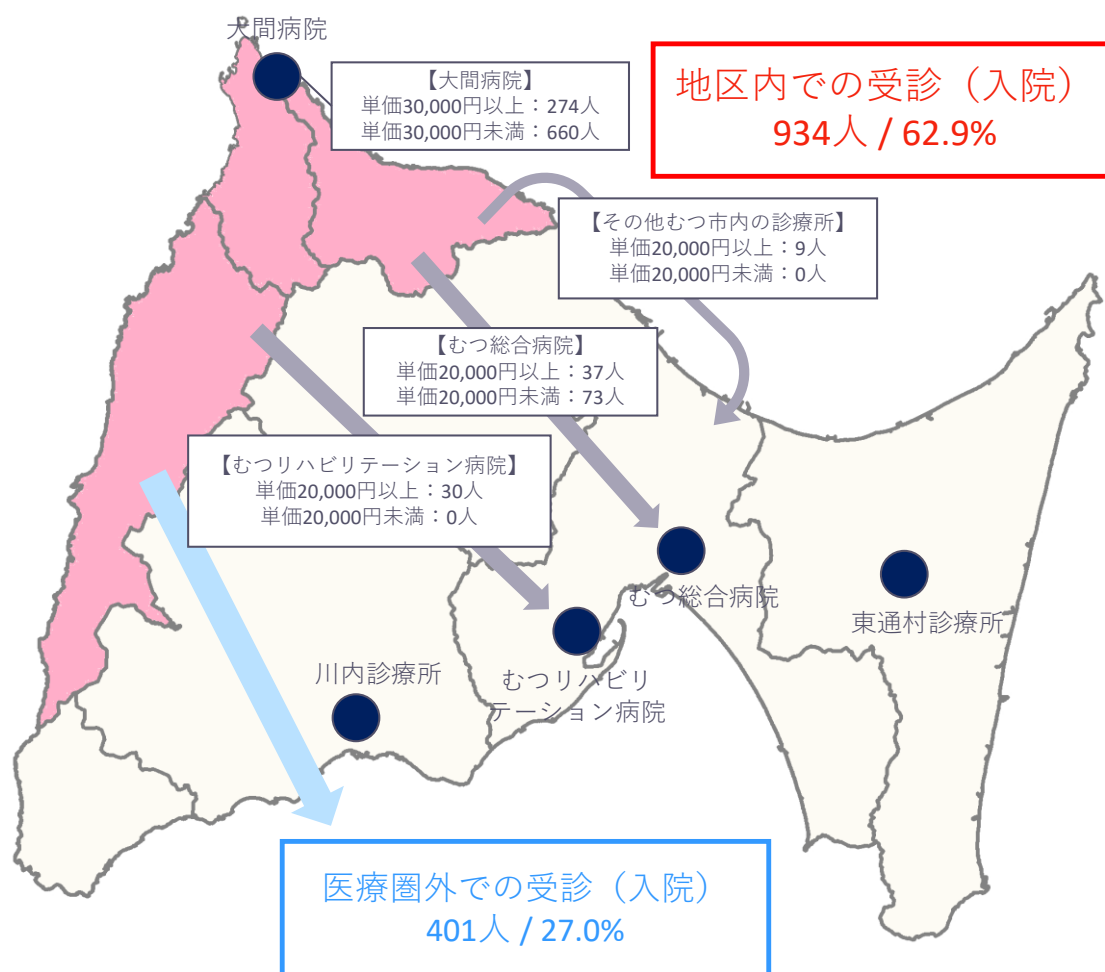 大間病院
【大間病院】
単価30,000円以上：274人
単価30,000円未満：660人
地区内での受診（入院）
934人 / 62.9%
【その他むつ市内の診療所】
単価20,000円以上：9人
単価20,000円未満：0人
【むつ総合病院】
単価20,000円以上：37人
単価20,000円未満：73人
【むつリハビリテーション病院】
単価20,000円以上：30人
単価20,000円未満：0人
むつ総合病院
東通村診療所
川内診療所
むつリハビリ
テーション病院
医療圏外での受診（入院）
401人 / 27.0%